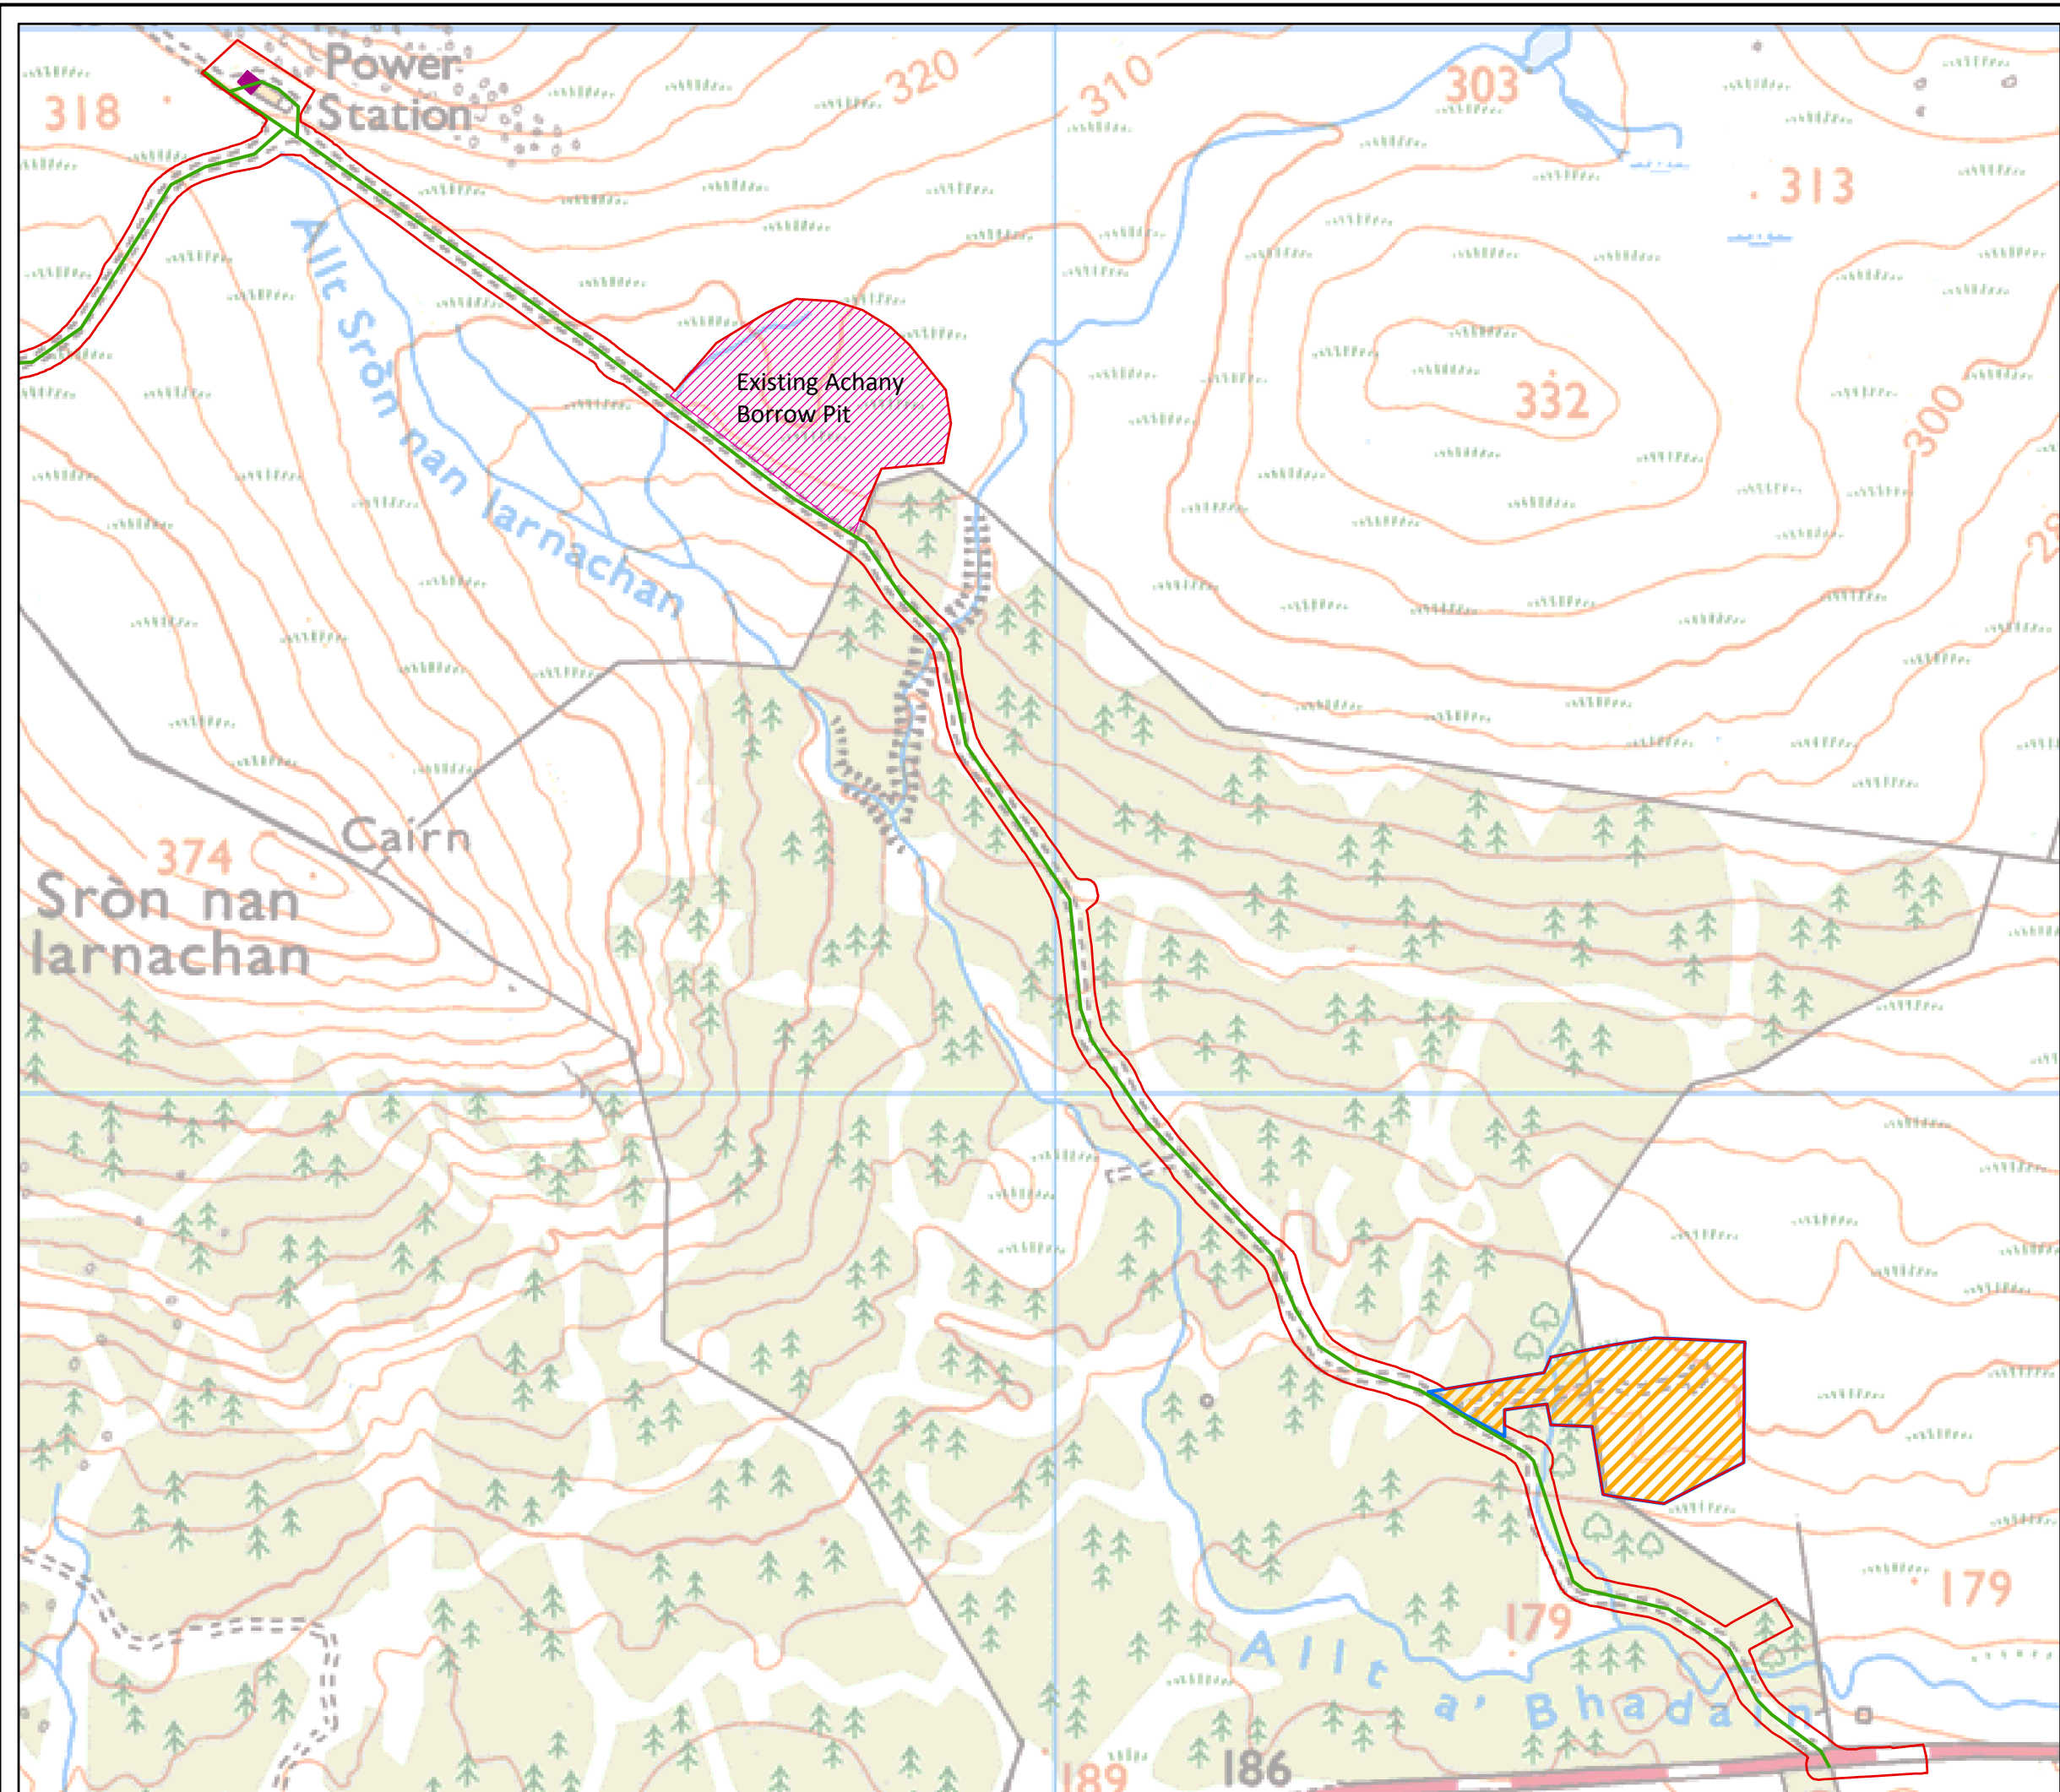 Power
Station
318
320
310
303
313
Allt Sròn nan Iarnachan
Existing Achany
Borrow Pit
332
300
28
Cairn
374
Sròn nan
Iarnachan
179
179
Allt
a' Bhadain
189
186